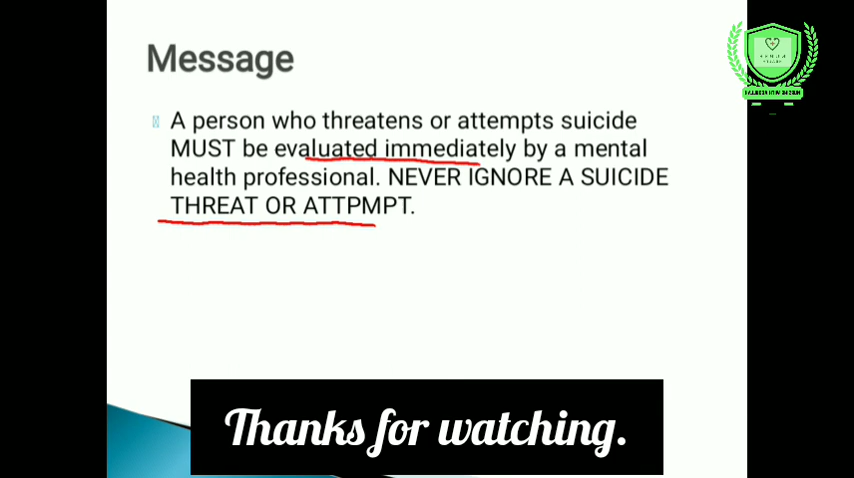 Message
A person who threatens or attempts suicide
MUST be evaluated immediately by a mental
health professional. NEVER IGNORE A SUICIDE
THREAT OR ATTPMPT.
Thanks for watching.